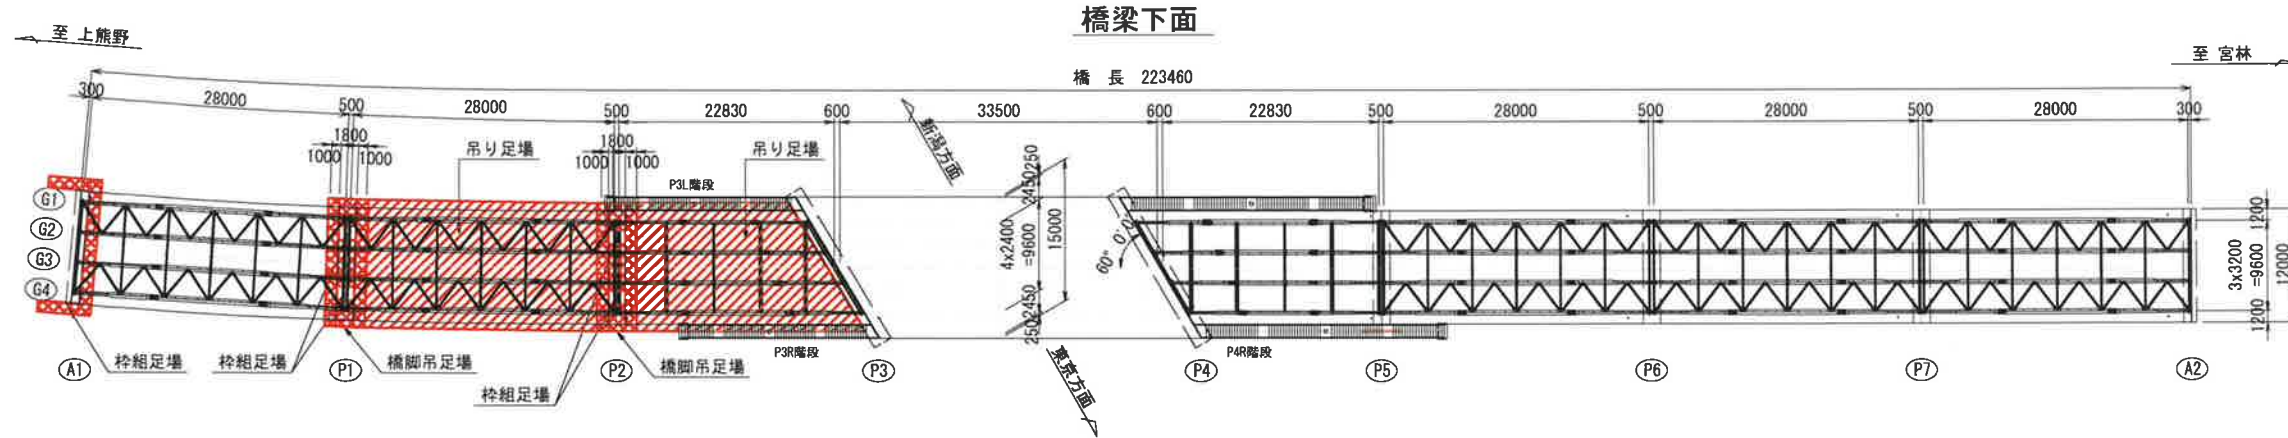 橋梁下面
至 上熊野
至 宮林
橋 長 223460
300 28000 500 28000 500 22830 600 33500 600 22830 500 28000 500 28000 500 28000 300
1800
1000 1000
吊り足場
1800
1000 1000
吊り足場
新潟方面
P3L階段
2450 250
4x2400
=9600
15000
250 2450
60° 0′ 0″
G1
G2
G3
G4
1200
3x3200
=9600
12000
1200
P3R階段
P4R階段
東京方面
A1
枠組足場
枠組足場
P1
橋脚吊足場
枠組足場
P2
橋脚吊足場
P3
P4
P5
P6
P7
A2